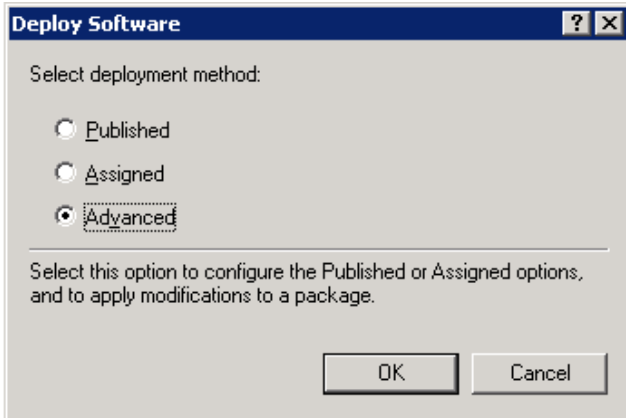 Deploy Software
Select deployment method:
Published
Assigned
Advanced
Select this option to configure the Published or Assigned options,
and to apply modifications to a package.
OK Cancel